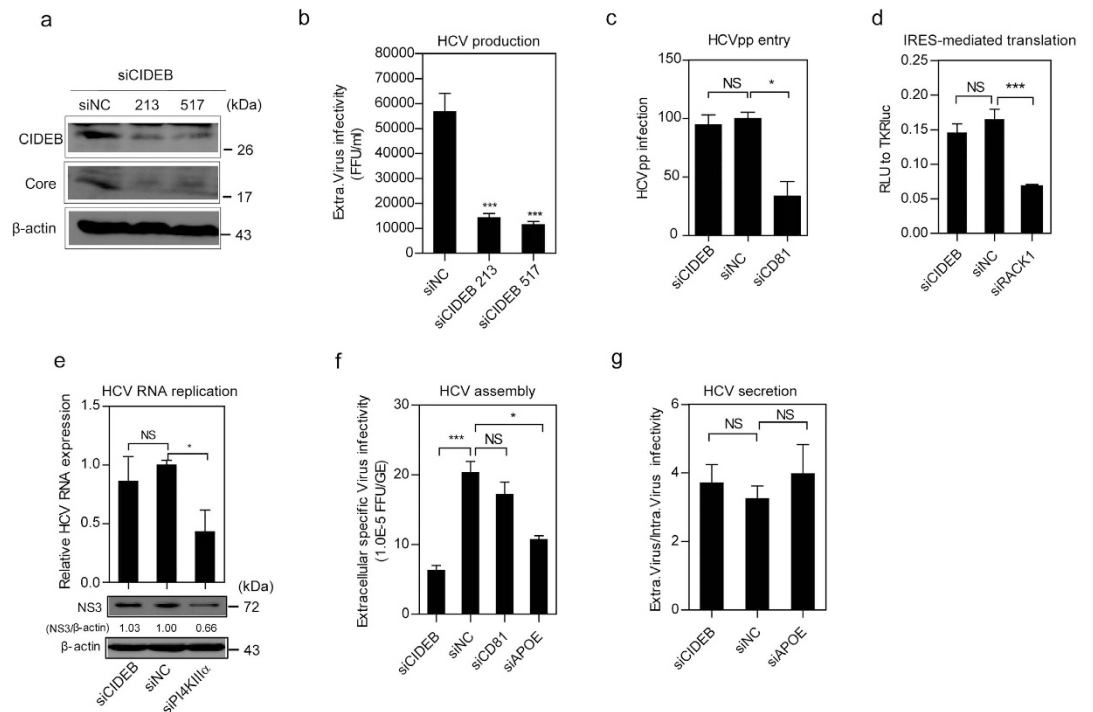 a
siCIDEB
siNC 213 517 (kDa)
CIDEB
26
Core
17
β-actin
43
b
HCV production
Extra.Virus infectivity
(FFU/ml)
80000
70000
60000
50000
40000
30000
20000
10000
0
***
***
siNC
siCIDEB 213
siCIDEB 517
c
HCVpp entry
HCVpp infection
100
50
0
NS
*
siCIDEB
siNC
siCD81
d
IRES-mediated translation
RLU to TKRluc
0.20
0.15
0.10
0.05
0.00
NS
***
siCIDEB
siNC
siRACK1
e
HCV RNA replication
Relative HCV RNA expression
1.5
1.0
0.5
0.0
NS
*
(kDa)
NS3
72
(NS3/β-actin) 1.03 1.00 0.66
β- actin
43
siCIDEB
siNC
siPI4KIIIα
f
HCV assembly
Extracellular specific Virus infectivity
(1.0E-5 FFU/GE)
30
20
10
0
***
NS
*
siCIDEB
siNC
siCD81
siAPOE
g
HCV secretion
Extra.Virus/Intra.Virus infectivity
6
4
2
0
NS
NS
siCIDEB
siNC
siAPOE